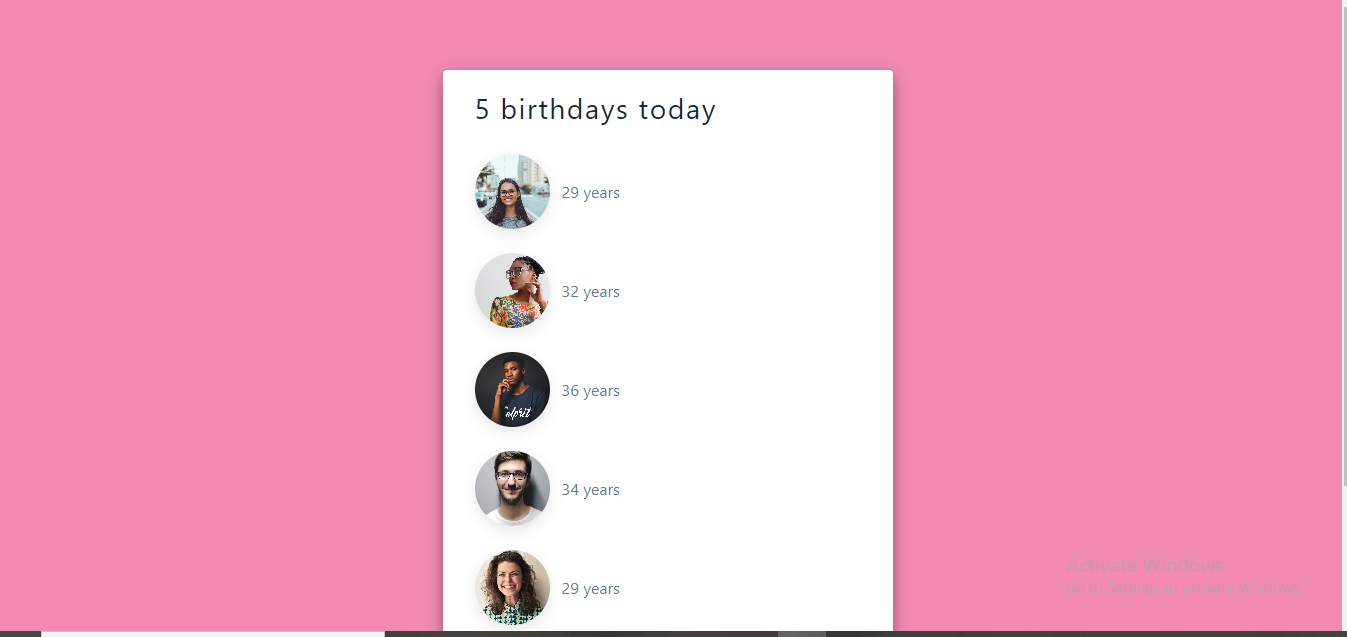 5 birthdays today
29 years
32 years
36 years
34 years
29 years
Activate Windows
Go to Settings to activate Windows.